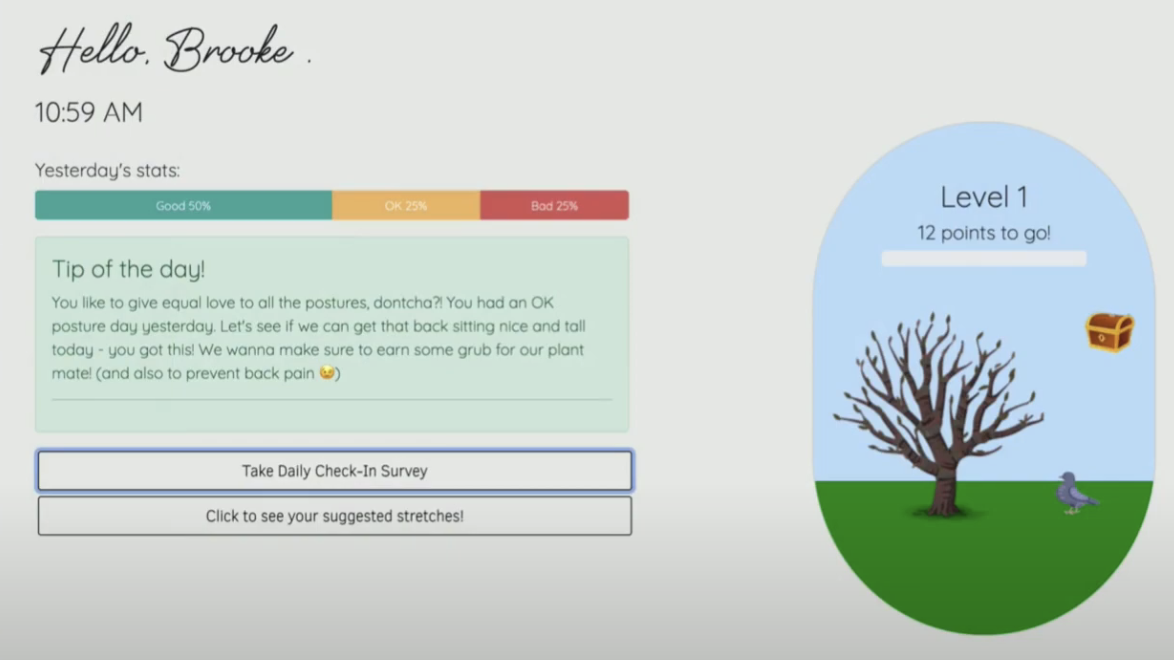 Hello, Brooke .
10:59 AM
Yesterday's stats:
Good 50% OK 25% Bad 25%
Tip of the day!
You like to give equal love to all the postures, dontcha?! You had an OK
posture day yesterday. Let's see if we can get that back sitting nice and tall
today - you got this! We wanna make sure to earn some grub for our plant
mate! (and also to prevent back pain 😉)
Take Daily Check-In Survey
Click to see your suggested stretches!
Level 1
12 points to go!